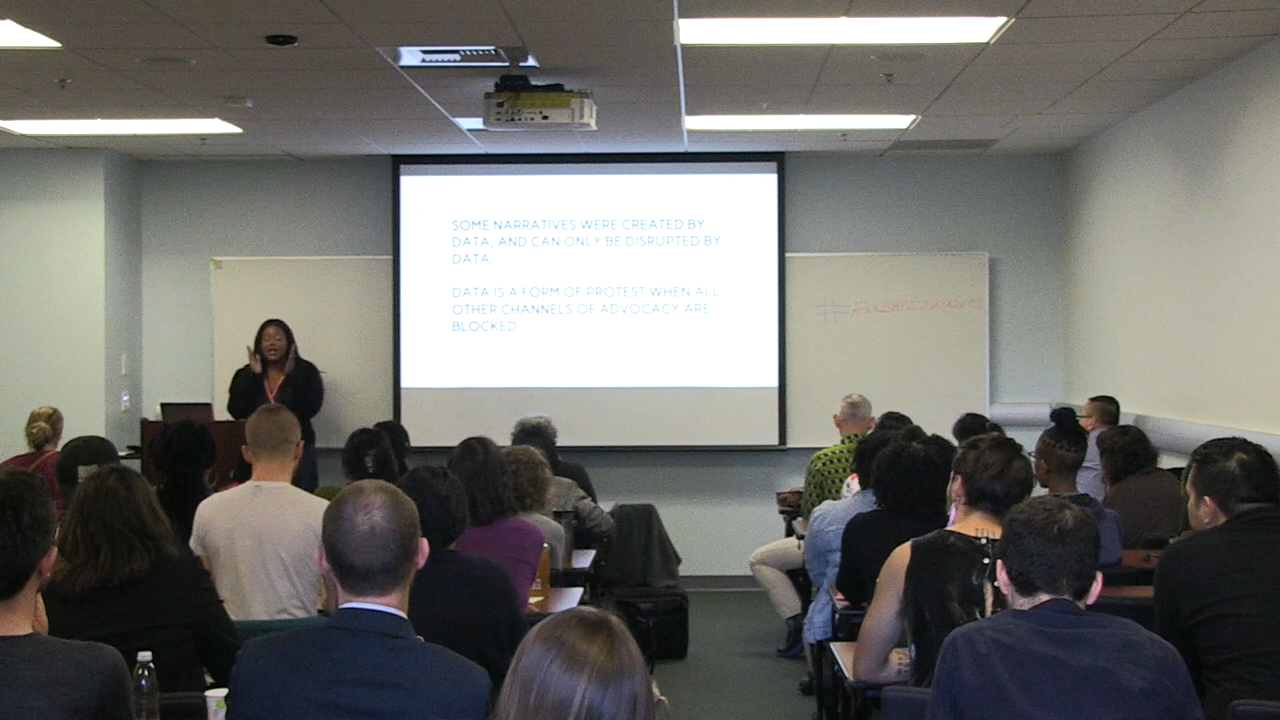 SOME NARRATIVES WERE CREATED BY
DATA, AND CAN ONLY BE DISRUPTED BY
DATA.
DATA IS A FORM OF PROTEST WHEN ALL
OTHER CHANNELS OF ADVOCACY ARE
BLOCKED.